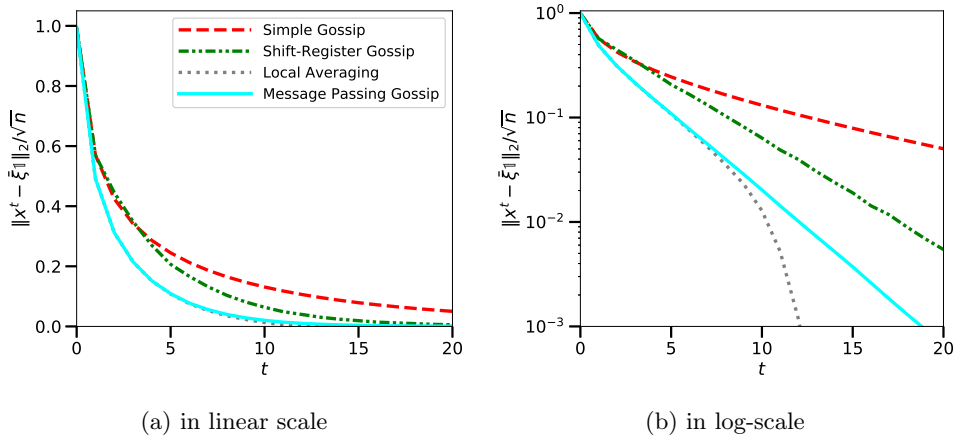 1.0
0.8
0.6
0.4
0.2
0.0
‖x^t − ξ̄𝟙‖₂/√n
Simple Gossip
Shift-Register Gossip
Local Averaging
Message Passing Gossip
0 5 10 15 20
t
(a) in linear scale
10^0
10^−1
10^−2
10^−3
‖x^t − ξ̄𝟙‖₂/√n
0 5 10 15 20
t
(b) in log-scale